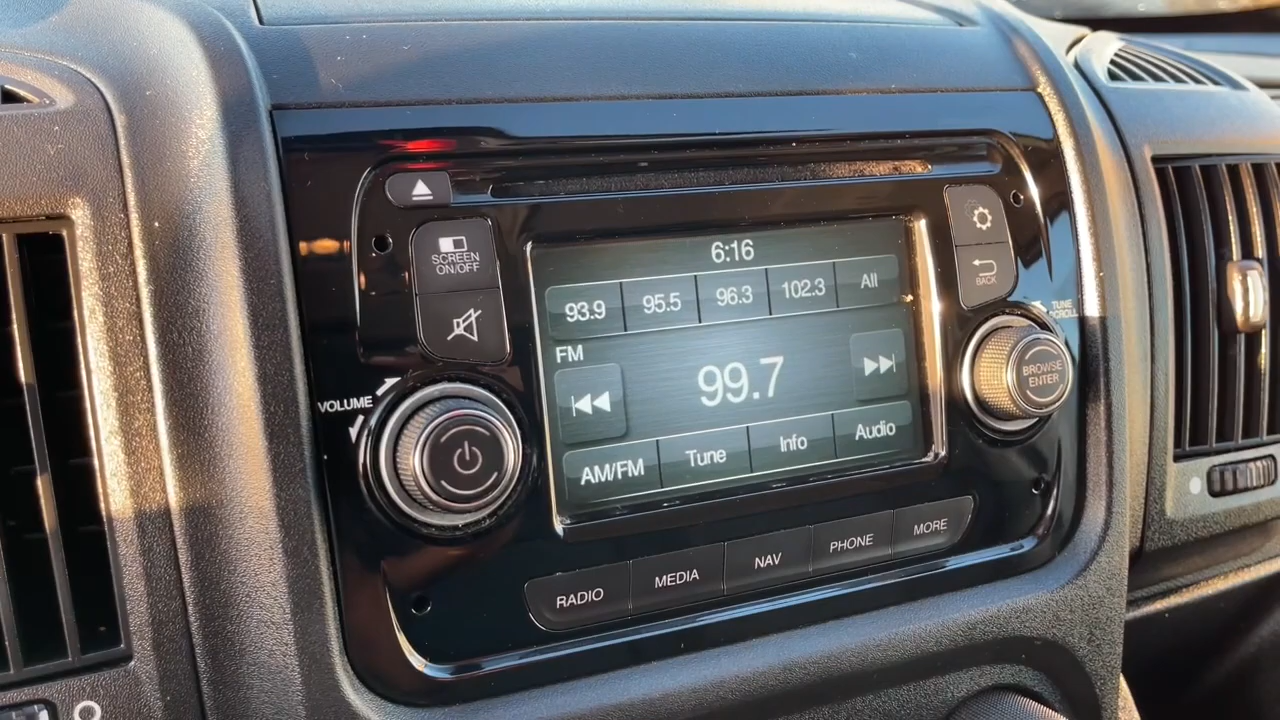 SCREEN
ON/OFF
6:16
93.9 95.5 96.3 102.3 All
FM
99.7
AM/FM Tune Info Audio
VOLUME
BACK
TUNE
SCROLL
BROWSE
ENTER
RADIO MEDIA NAV PHONE MORE